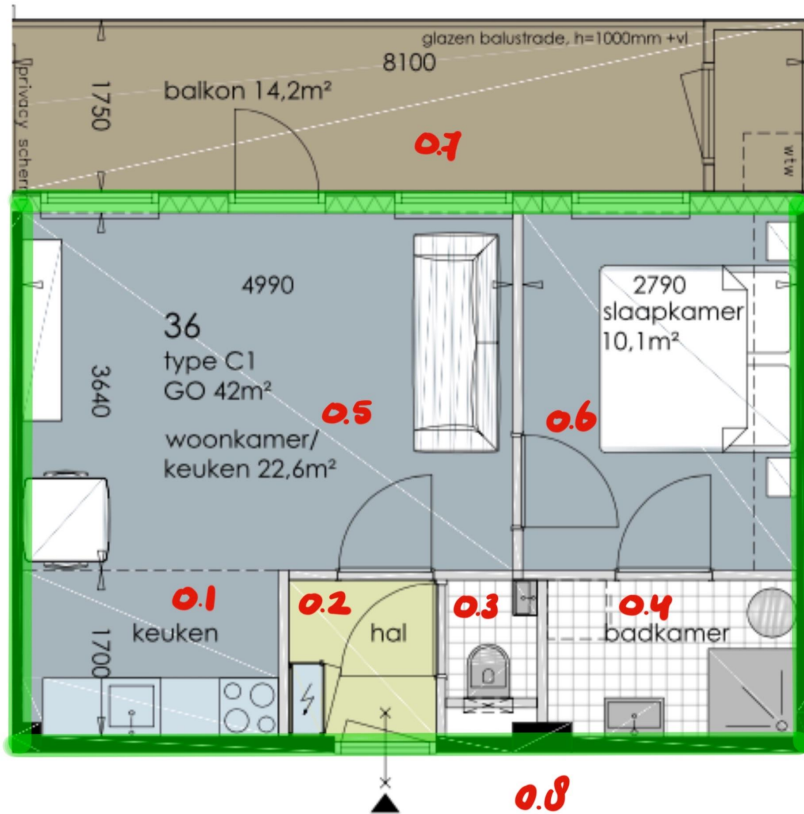 glazen balustrade, h=1000mm +vl
8100
privacy scherm
1750
balkon 14,2m²
0.7
wtw
4990
2790
slaapkamer
10,1m²
36
type C1
GO 42m²
3640
0.5
0.6
woonkamer/
keuken 22,6m²
0.1
0.2
0.3
0.4
keuken
hal
badkamer
1700
0.8